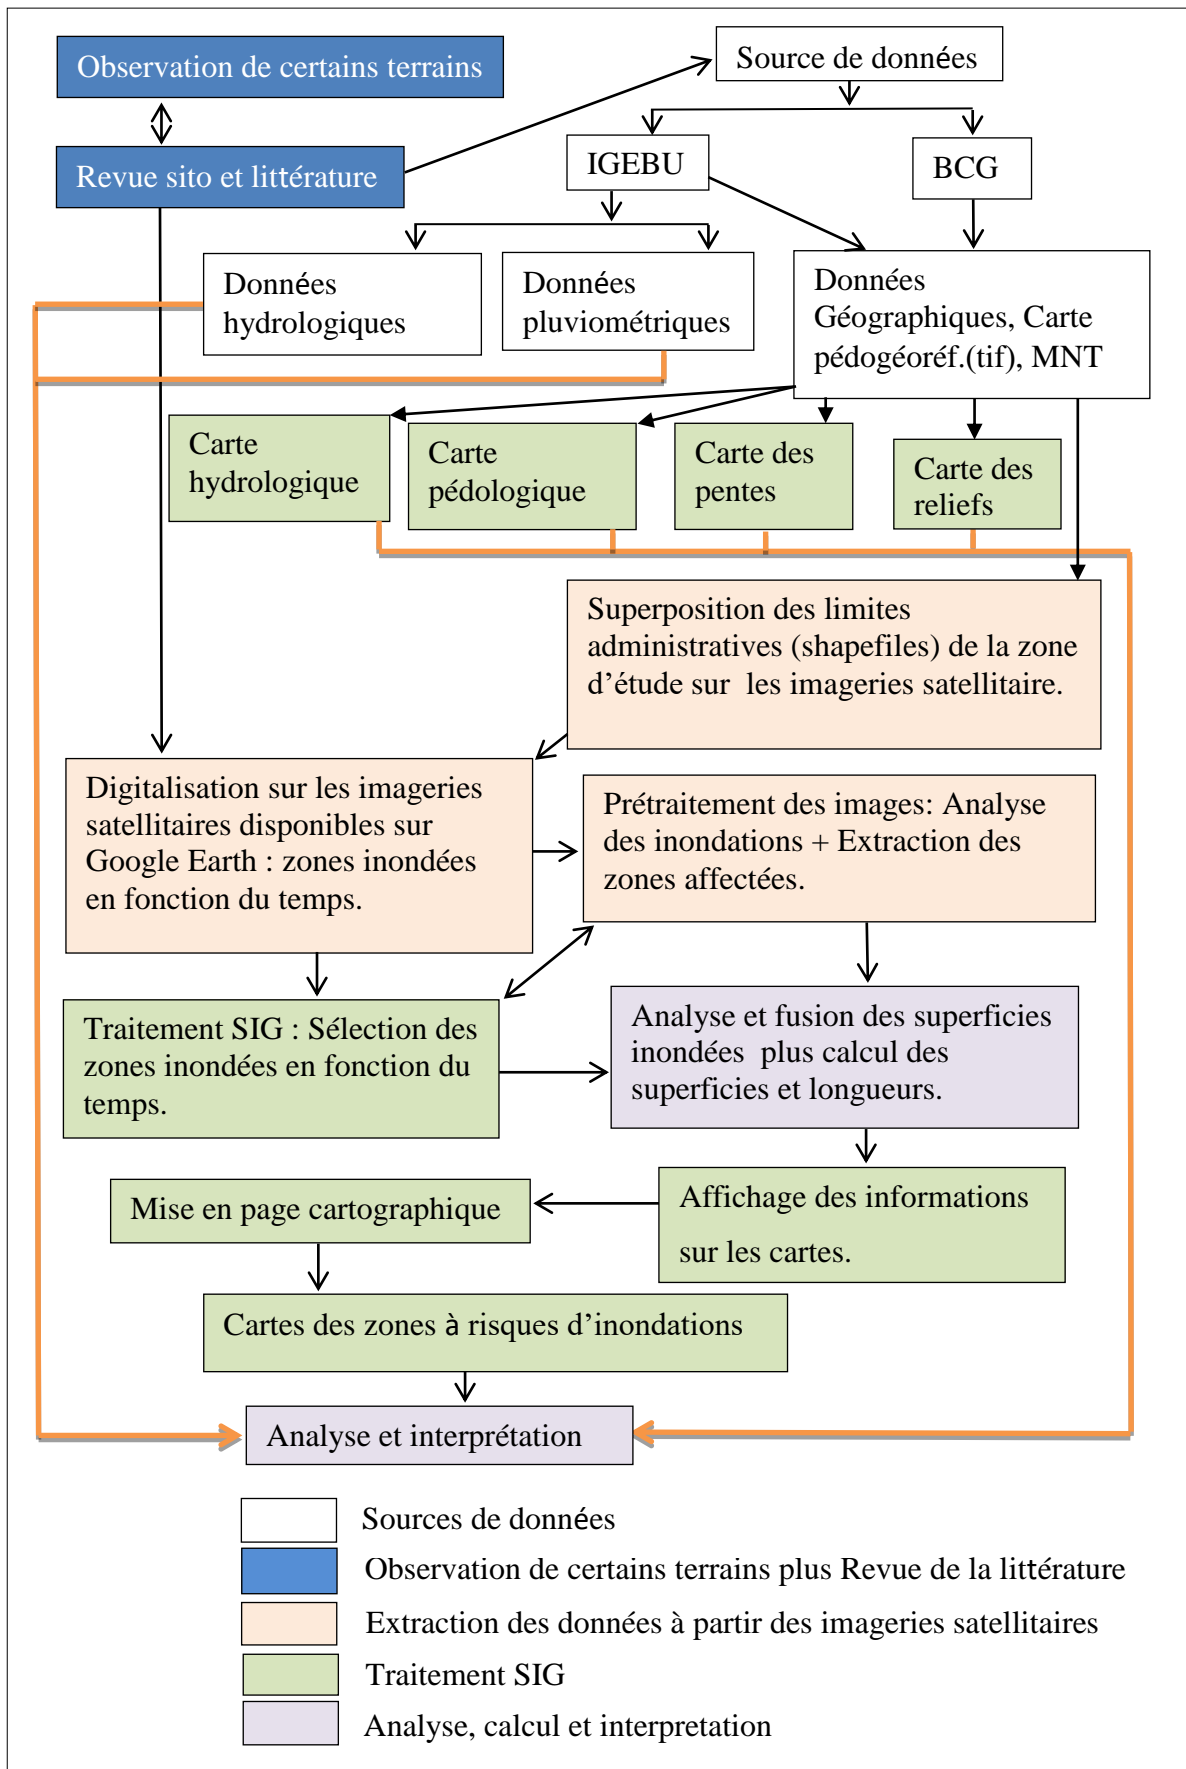 Observation de certains terrains
Source de données
Revue sito et littérature
IGEBU
BCG
Données
hydrologiques
Données
pluviométriques
Données
Géographiques, Carte
pédogéoréf.(tif), MNT
Carte
hydrologique
Carte
pédologique
Carte des
pentes
Carte des
reliefs
Superposition des limites
administratives (shapefiles) de la zone
d’étude sur les imageries satellitaire.
Digitalisation sur les imageries
satellitaires disponibles sur
Google Earth : zones inondées
en fonction du temps.
Prétraitement des images: Analyse
des inondations + Extraction des
zones affectées.
Traitement SIG : Sélection des
zones inondées en fonction du
temps.
Analyse et fusion des superficies
inondées plus calcul des
superficies et longueurs.
Mise en page cartographique
Affichage des informations
sur les cartes.
Cartes des zones à risques d’inondations
Analyse et interprétation
Sources de données
Observation de certains terrains plus Revue de la littérature
Extraction des données à partir des imageries satellitaires
Traitement SIG
Analyse, calcul et interpretation